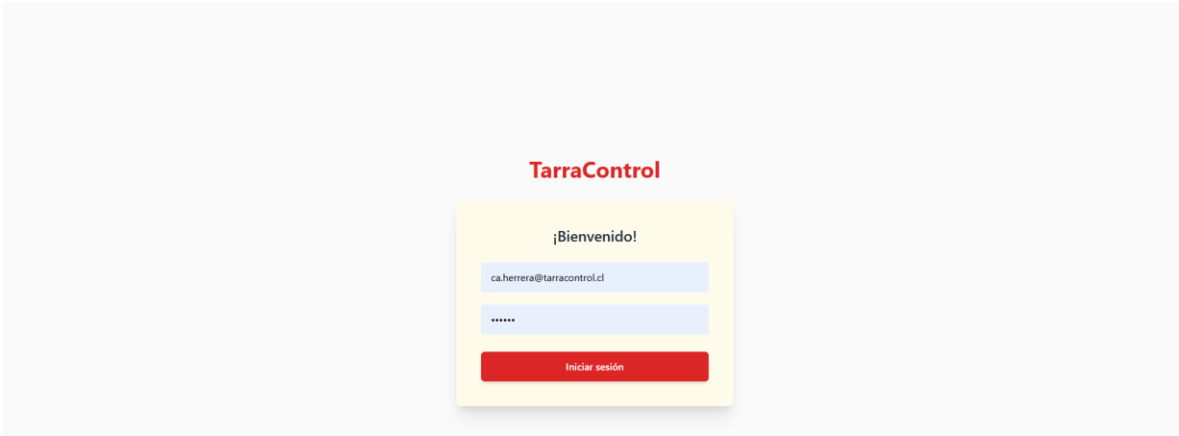 TarraControl
¡Bienvenido!
ca.herrera@tarracontrol.cl
••••••
Iniciar sesión